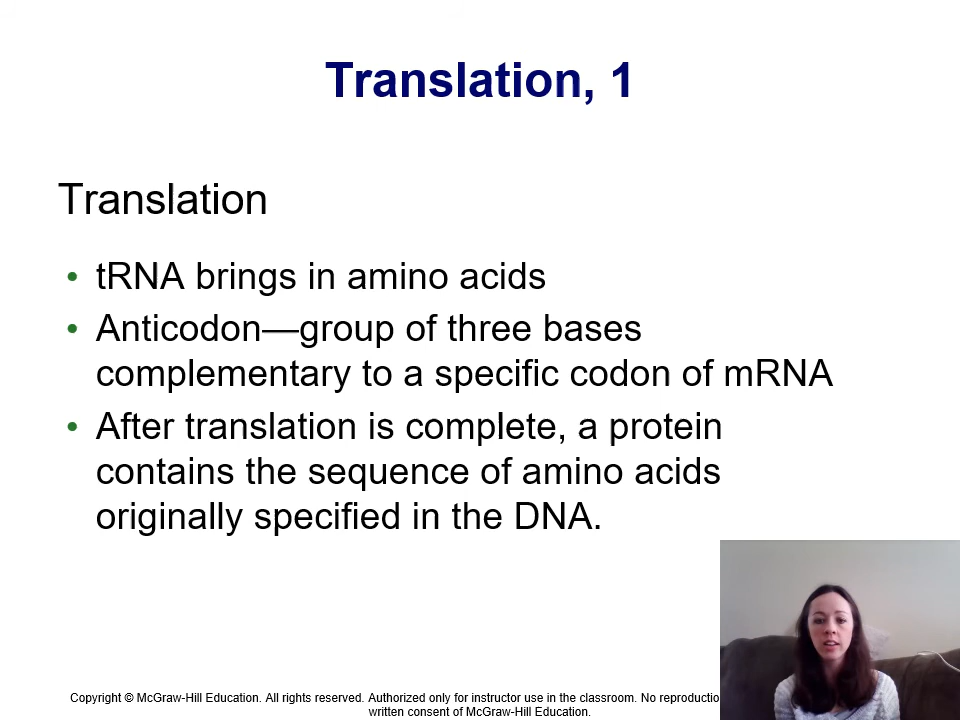 Translation, 1
Translation
• tRNA brings in amino acids
• Anticodon—group of three bases
complementary to a specific codon of mRNA
• After translation is complete, a protein
contains the sequence of amino acids
originally specified in the DNA.
Copyright © McGraw-Hill Education. All rights reserved. Authorized only for instructor use in the classroom. No
written consent of McGraw-Hill Education.